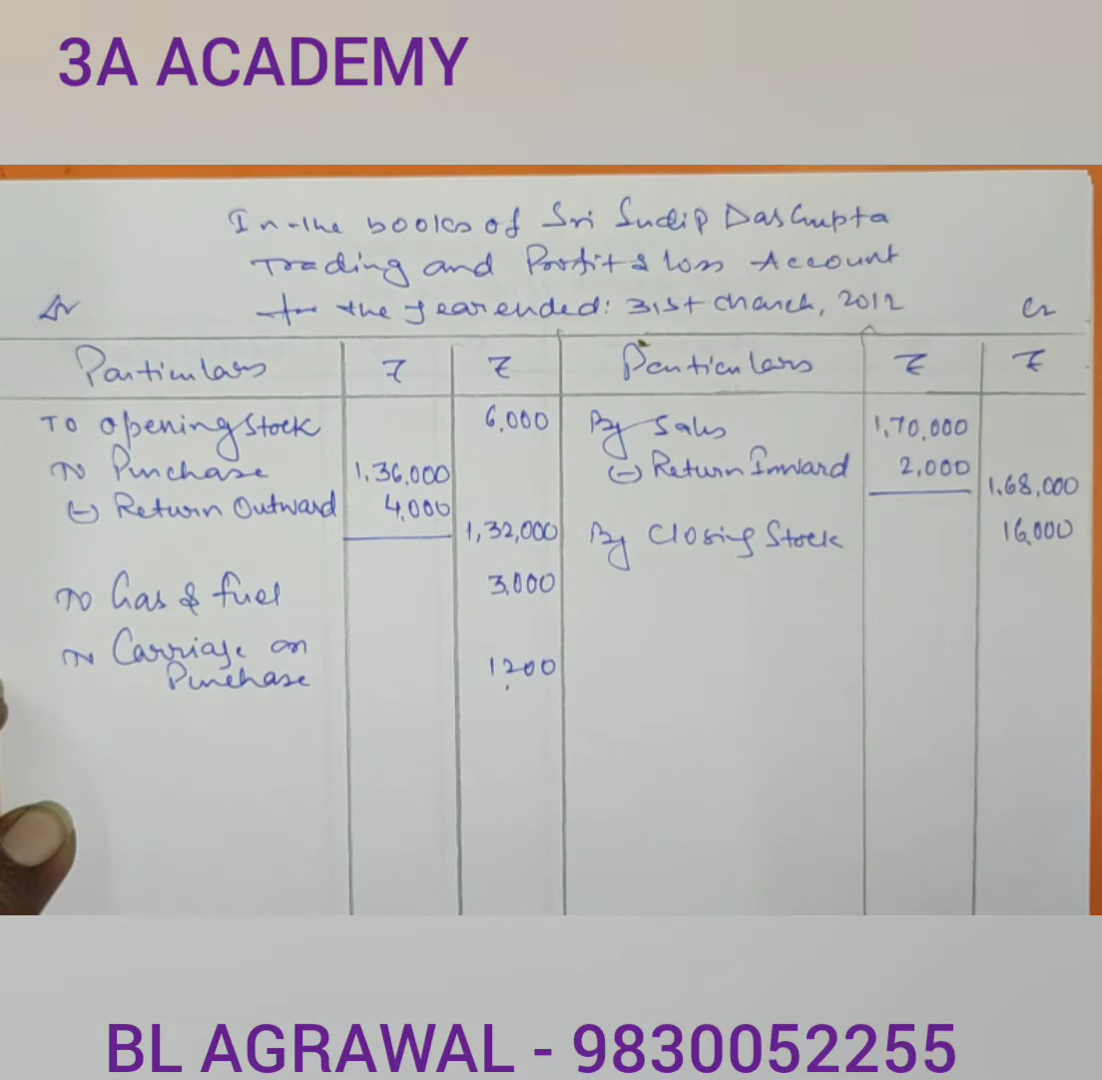 3A ACADEMY
In the books of Sri Sudip DasGupta
Trading and Profit & loss Account
for the year ended: 31st March, 2012
Dr Cr
Particulars ₹ ₹ Particulars ₹ ₹
To Opening Stock 6,000 By Sales 1,70,000
To Purchase 1,36,000 (-) Return Inward 2,000 1,68,000
(-) Return Outward 4,000 1,32,000 By Closing Stock 16,000
To Gas & fuel 3,000
To Carriage on
Purchase 1200
BL AGRAWAL - 9830052255